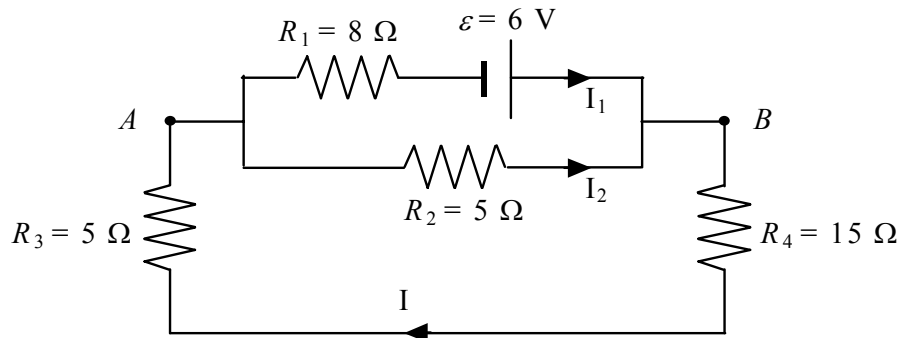 ε = 6 V
R1 = 8 Ω
I1
A
B
I2
R2 = 5 Ω
R3 = 5 Ω
R4 = 15 Ω
I